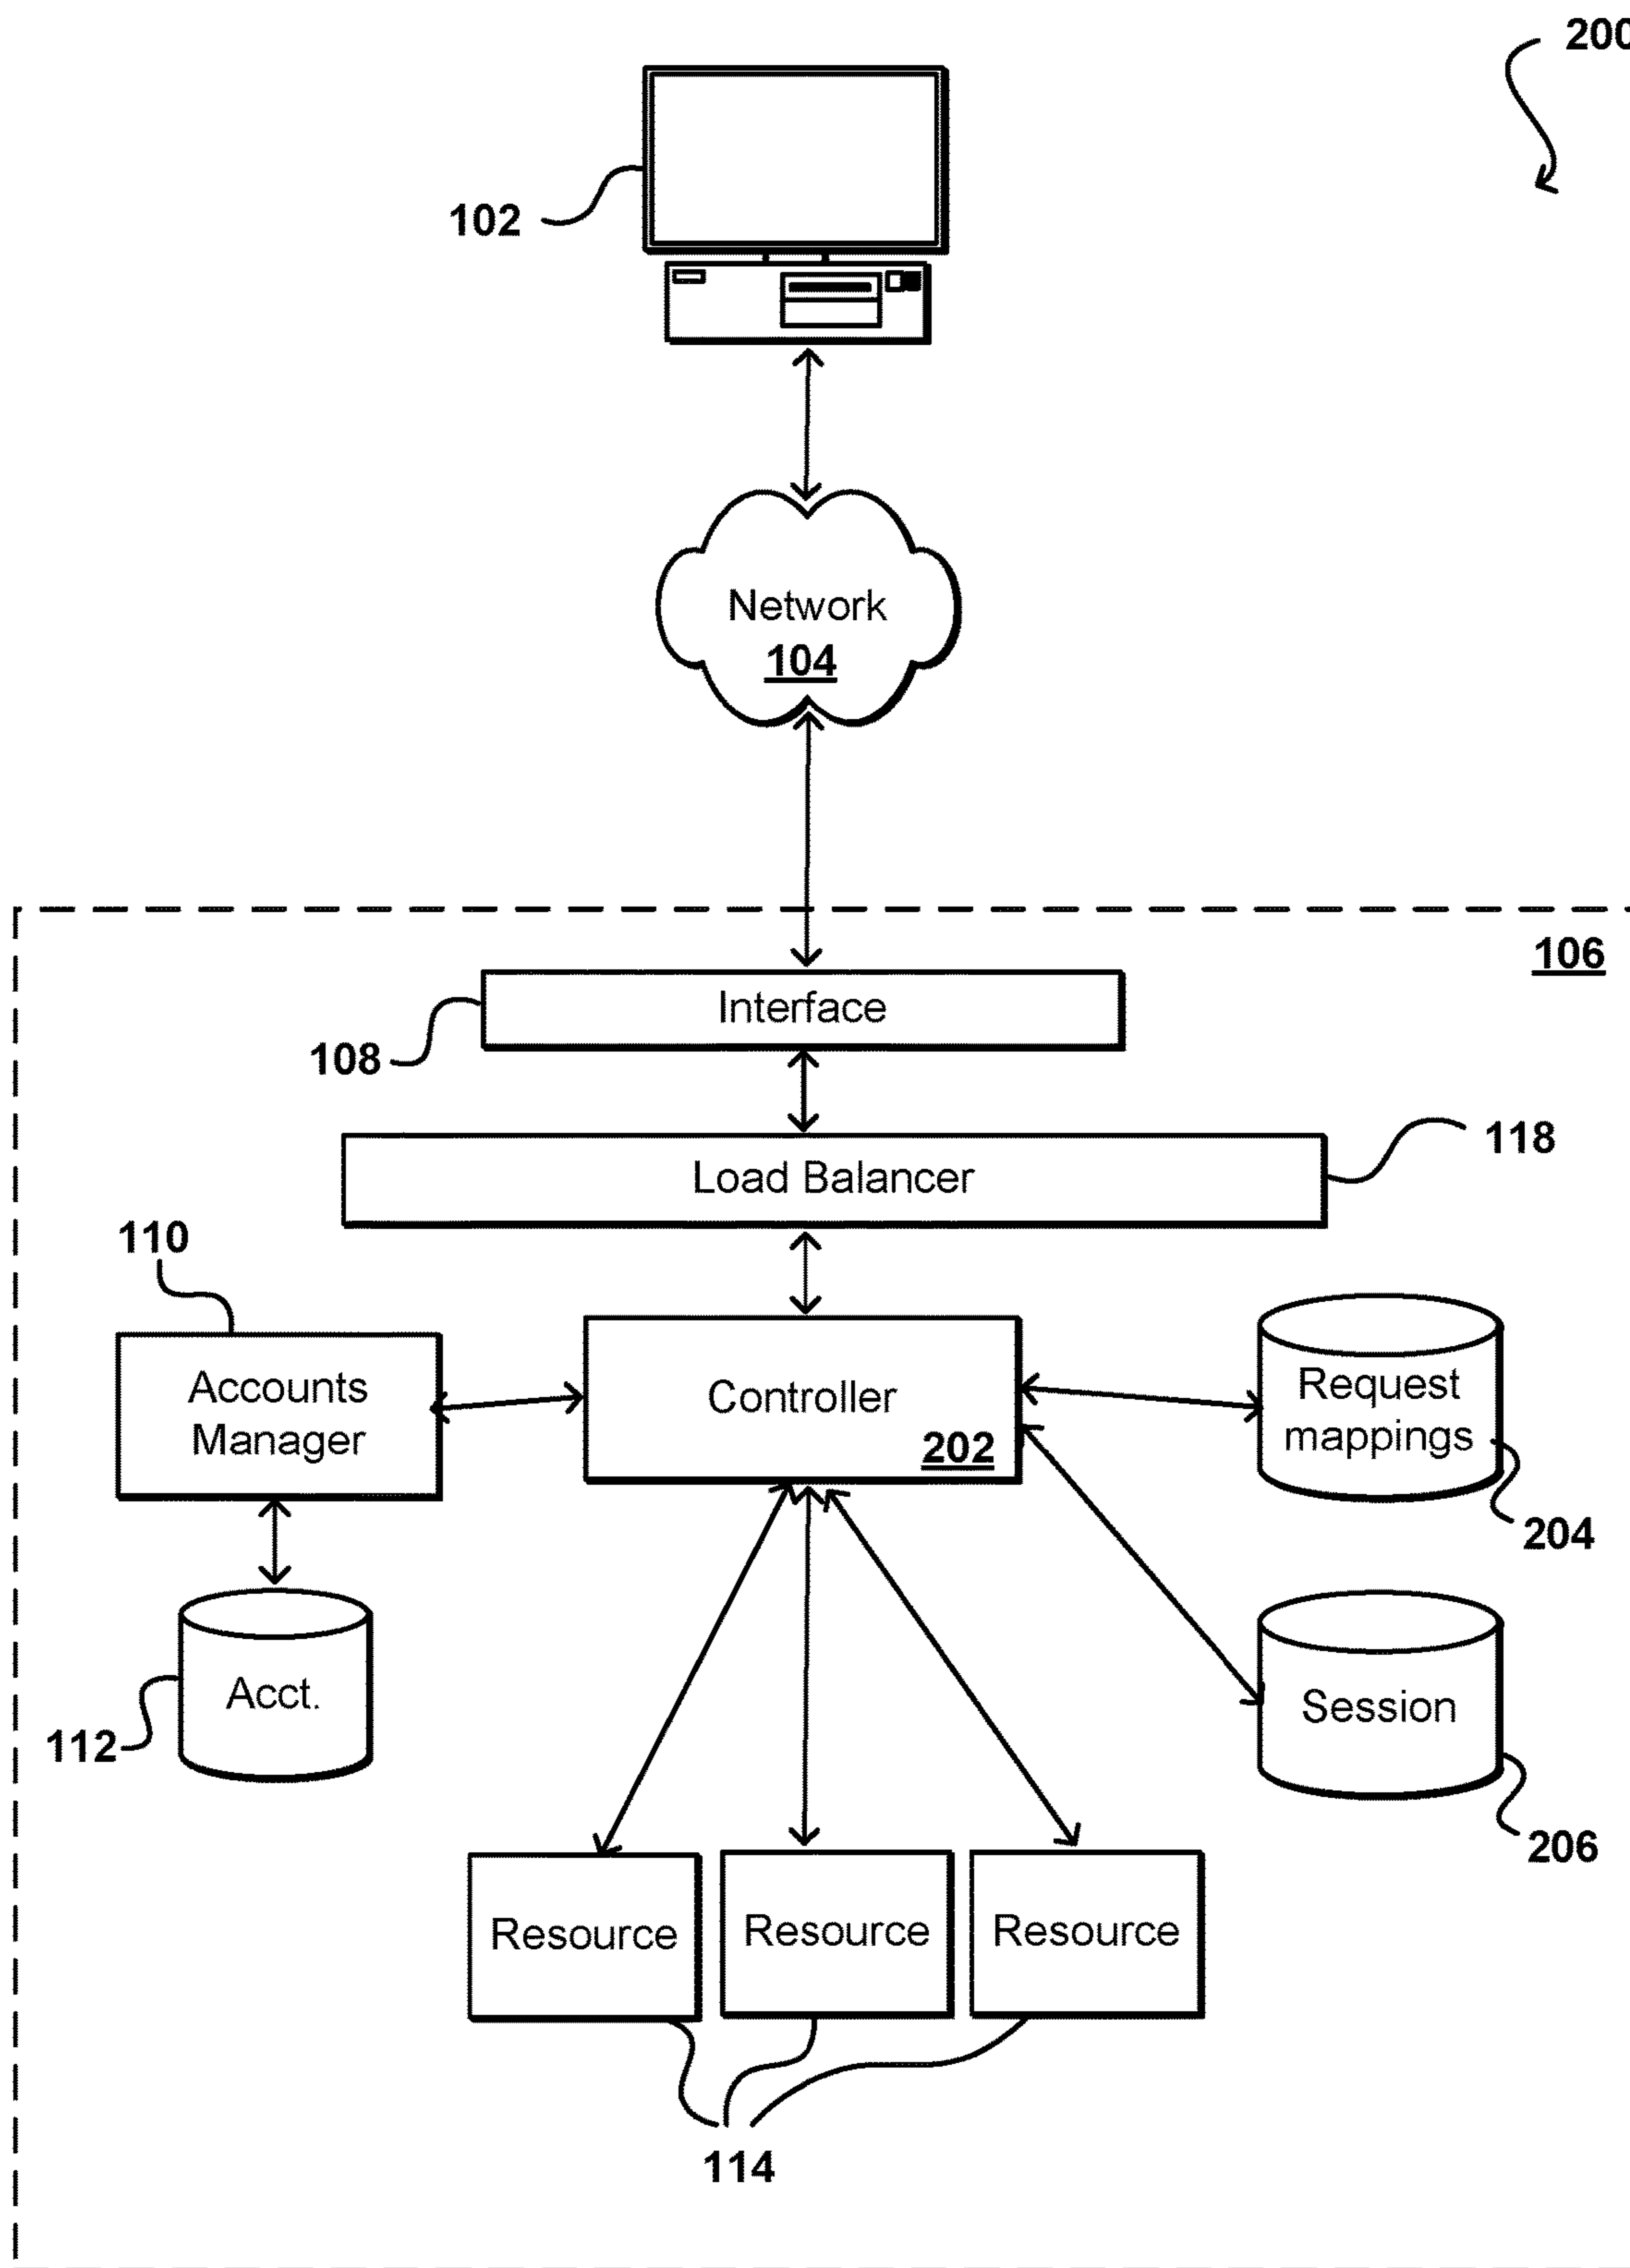 200
102
Network
104
106
Interface
108
Load Balancer
118
110
Accounts
Manager
Controller
202
Request
mappings
204
Acct.
112
Session
206
Resource
Resource
Resource
114